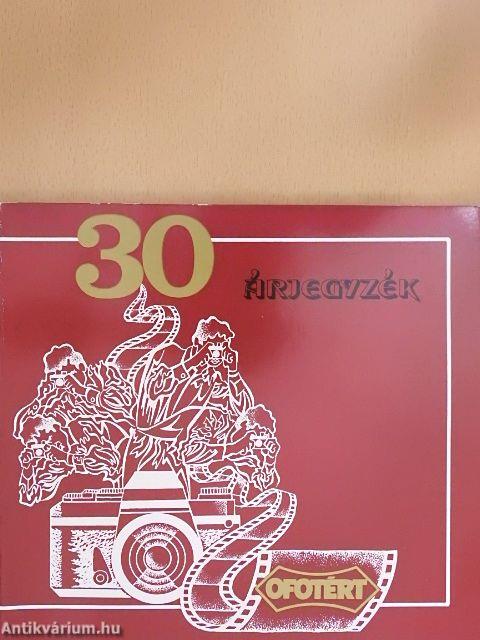 30
ÁRJEGYZÉK
OFOTÉRT
Antikvárium.hu